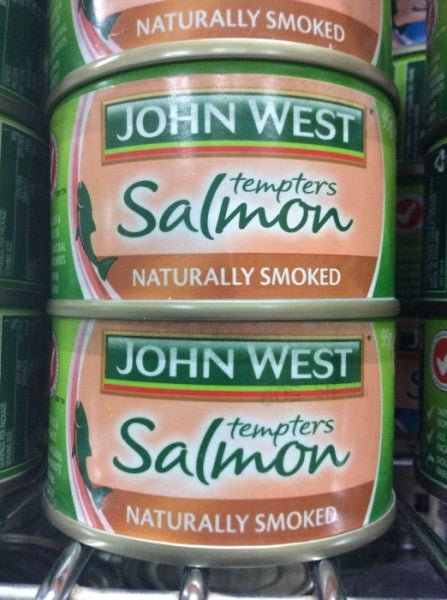 NATURALLY SMOKED
JOHN WEST
tempters
Salmon
NATURALLY SMOKED
JOHN WEST
tempters
Salmon
NATURALLY SMOKED